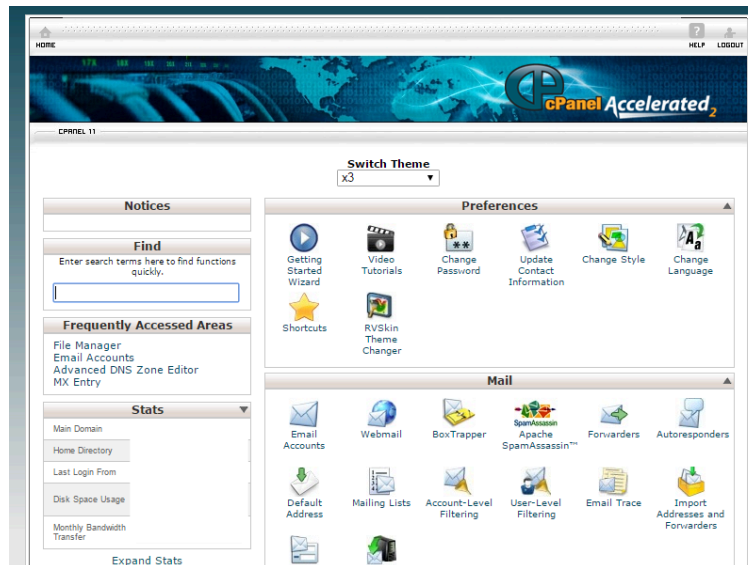 HOME
HELP
LOGOUT
cPanel Accelerated2
CPANEL 11
Switch Theme
x3
Notices
Find
Enter search terms here to find functions
quickly.
Frequently Accessed Areas
File Manager
Email Accounts
Advanced DNS Zone Editor
MX Entry
Stats
Main Domain
Home Directory
Last Login From
Disk Space Usage
Monthly Bandwidth
Transfer
Expand Stats
Preferences
Getting
Started
Wizard
Video
Tutorials
Change
Password
Update
Contact
Information
Change Style
Change
Language
Shortcuts
RVSkin
Theme
Changer
Mail
Email
Accounts
Webmail
BoxTrapper
SpamAssassin
Apache
SpamAssassin™
Forwarders
Autoresponders
Default
Address
Mailing Lists
Account-Level
Filtering
User-Level
Filtering
Email Trace
Import
Addresses and
Forwarders